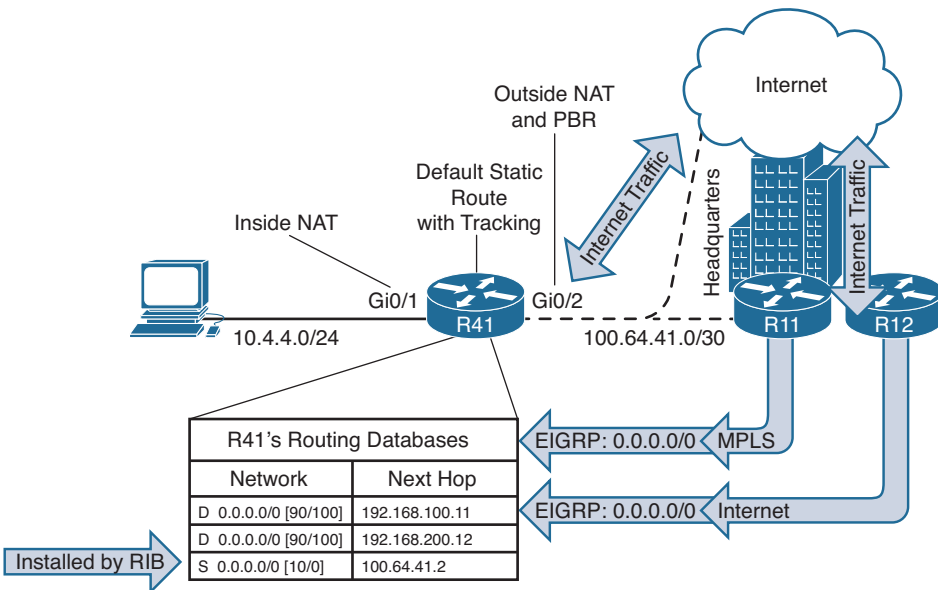 Internet
Outside NAT
and PBR
Internet Traffic
Headquarters
Internet Traffic
Default Static
Route
with Tracking
Inside NAT
Gi0/1
Gi0/2
R41
R11
R12
10.4.4.0/24
100.64.41.0/30
R41's Routing Databases
Network
Next Hop
D 0.0.0.0/0 [90/100]
192.168.100.11
D 0.0.0.0/0 [90/100]
192.168.200.12
S 0.0.0.0/0 [10/0]
100.64.41.2
EIGRP: 0.0.0.0/0
MPLS
EIGRP: 0.0.0.0/0
Internet
Installed by RIB